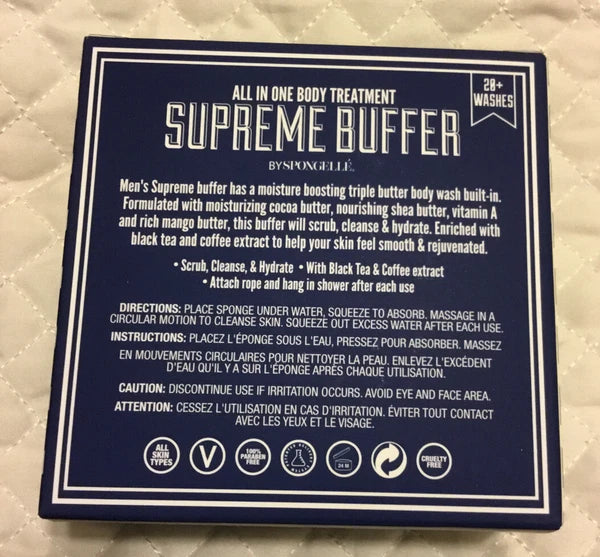 20+
WASHES
ALL IN ONE BODY TREATMENT
SUPREME BUFFER
BY SPONGELLÉ.
Men's Supreme buffer has a moisture boosting triple butter body wash built-in.
Formulated with moisturizing cocoa butter, nourishing shea butter, vitamin A
and rich mango butter, this buffer will scrub, cleanse & hydrate. Enriched with
black tea and coffee extract to help your skin feel smooth & rejuvenated.
• Scrub, Cleanse, & Hydrate • With Black Tea & Coffee extract
• Attach rope and hang in shower after each use
DIRECTIONS: PLACE SPONGE UNDER WATER, SQUEEZE TO ABSORB. MASSAGE IN A
CIRCULAR MOTION TO CLEANSE SKIN. SQUEEZE OUT EXCESS WATER AFTER EACH USE.
INSTRUCTIONS: PLACEZ L'ÉPONGE SOUS L'EAU, PRESSEZ POUR ABSORBER. MASSEZ
EN MOUVEMENTS CIRCULAIRES POUR NETTOYER LA PEAU. ENLEVEZ L'EXCÉDENT
D'EAU QU'IL Y A SUR L'ÉPONGE APRÈS CHAQUE UTILISATION.
CAUTION: DISCONTINUE USE IF IRRITATION OCCURS. AVOID EYE AND FACE AREA.
ATTENTION: CESSEZ L'UTILISATION EN CAS D'IRRITATION. ÉVITER TOUT CONTACT
AVEC LES YEUX ET LE VISAGE.
ALL
SKIN
TYPES
V
100%
PARABEN
FREE
24 M
CRUELTY
FREE